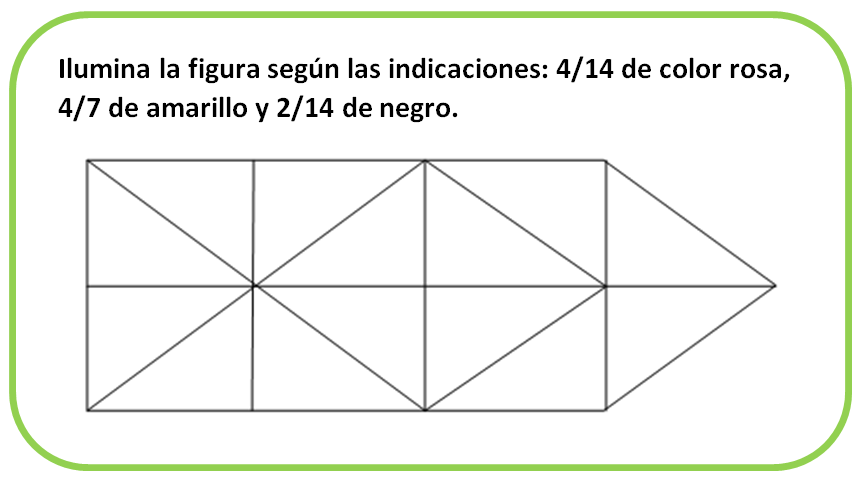 Ilumina la figura según las indicaciones: 4/14 de color rosa,
4/7 de amarillo y 2/14 de negro.